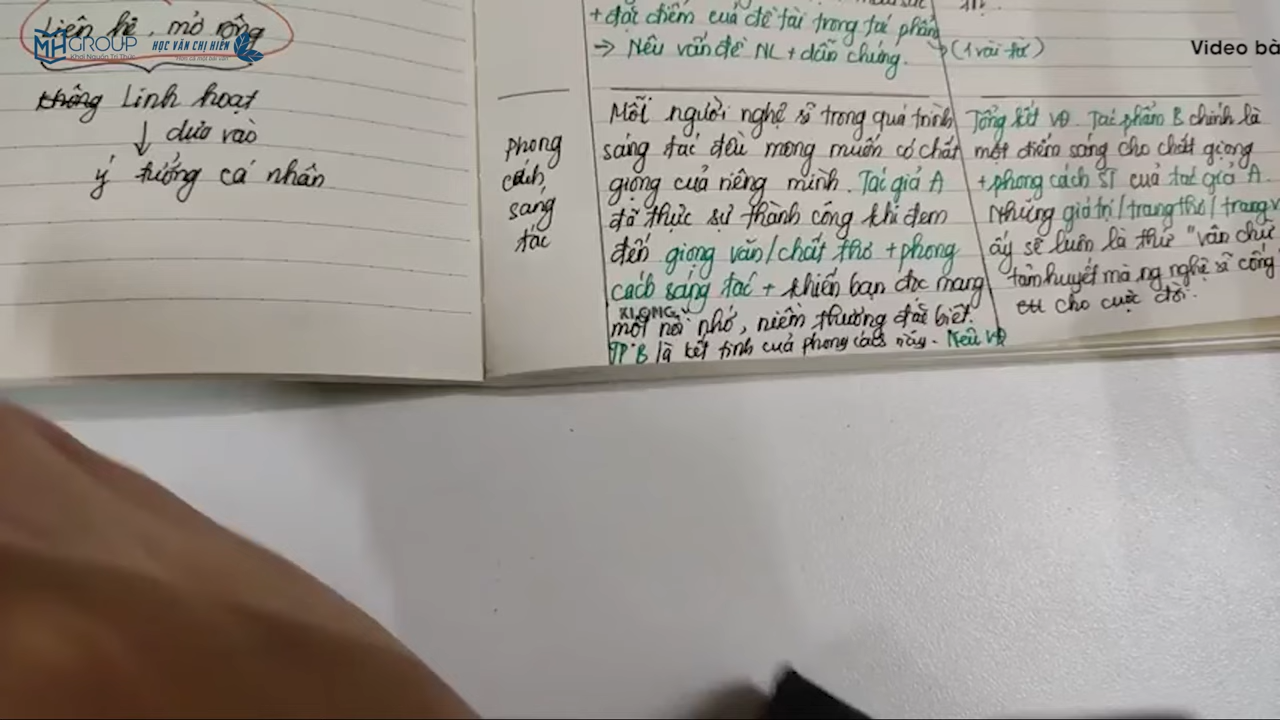 Liên hệ, mở rộng
MH GROUP
HỌC VĂN CHỊ HIÊN
Video bà
không Linh hoạt
↓ dựa vào
ý tưởng cá nhân
+ đặc điểm của đề tài trong tác phẩm
→ Nêu vấn đề NL + dẫn chứng.
→ (1 vài từ)
phong
cách
sáng
tác
Mỗi người nghệ sĩ trong quá trình
sáng tác đều mong muốn có chất
giọng của riêng mình. Tác giả A
đã thực sự thành công khi đem
đến giọng văn/chất thơ + phong
cách sáng tác + khiến bạn đọc mang
một nỗi nhớ, niềm thương đặc biệt.
TP B là kết tinh của phong cách này. Nêu VĐ
Tổng kết VĐ. Tác phẩm B chính là
một điểm sáng cho chất giọng
+ phong cách ST của tác giả A.
Những giá trị/trang thơ/trang v
ấy sẽ luôn là thứ "văn chươ
tâm huyết mà ng nghệ sĩ cống
cho cuộc đời.